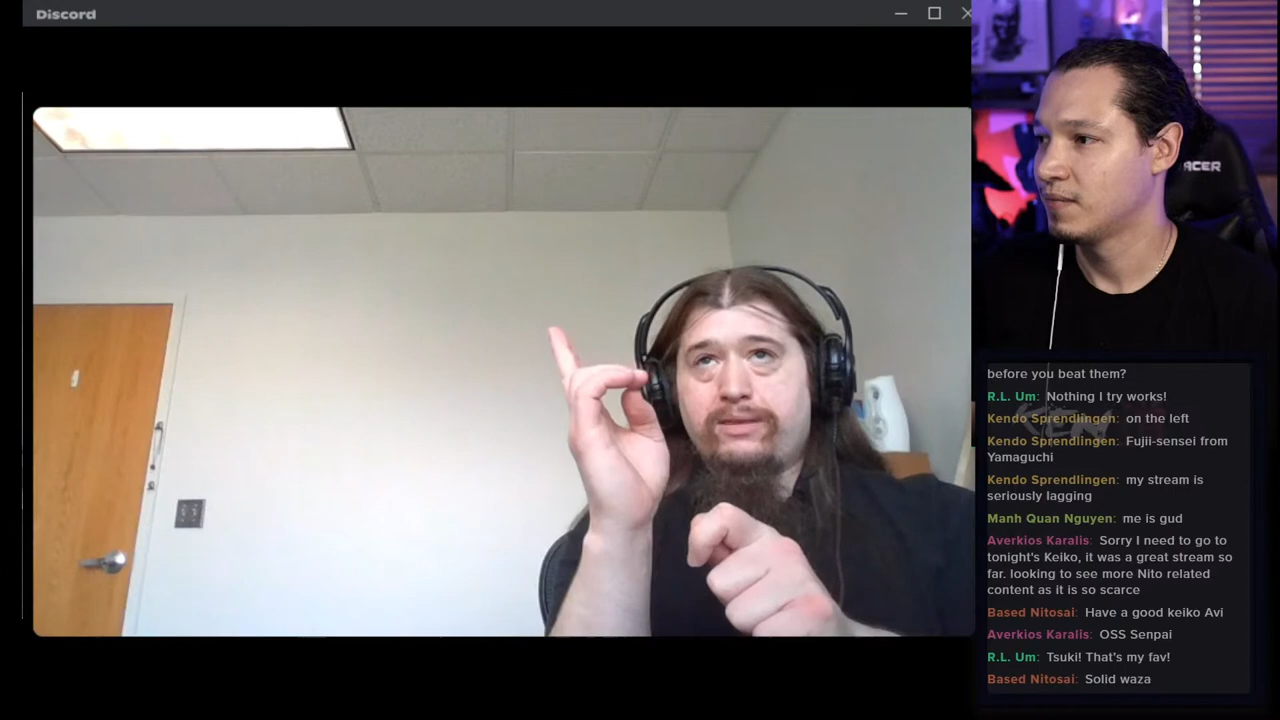 Discord
ACER
before you beat them?
R.L. Um: Nothing I try works!
Kendo Sprendlingen: on the left
Kendo Sprendlingen: Fujii-sensei from
Yamaguchi
Kendo Sprendlingen: my stream is
seriously lagging
Manh Quan Nguyen: me is gud
Averkios Karalis: Sorry I need to go to
tonight's Keiko, it was a great stream so
far. looking to see more Nito related
content as it is so scarce
Based Nitosai: Have a good keiko Avi
Averkios Karalis: OSS Senpai
R.L. Um: Tsuki! That's my fav!
Based Nitosai: Solid waza